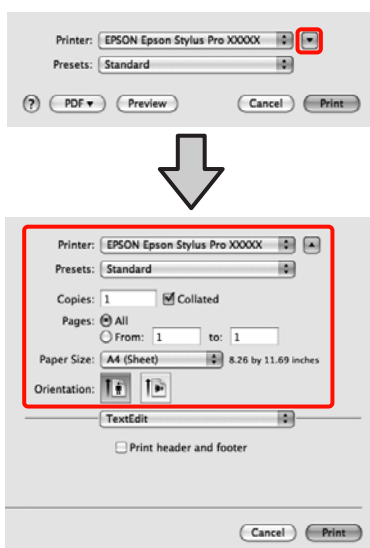 Printer: EPSON Epson Stylus Pro XXXXX
Presets: Standard
? PDF▼ Preview Cancel Print
Printer: EPSON Epson Stylus Pro XXXXX
Presets: Standard
Copies: 1 Collated
Pages: All
From: 1 to: 1
Paper Size: A4 (Sheet) 8.26 by 11.69 inches
Orientation:
TextEdit
Print header and footer
Cancel Print